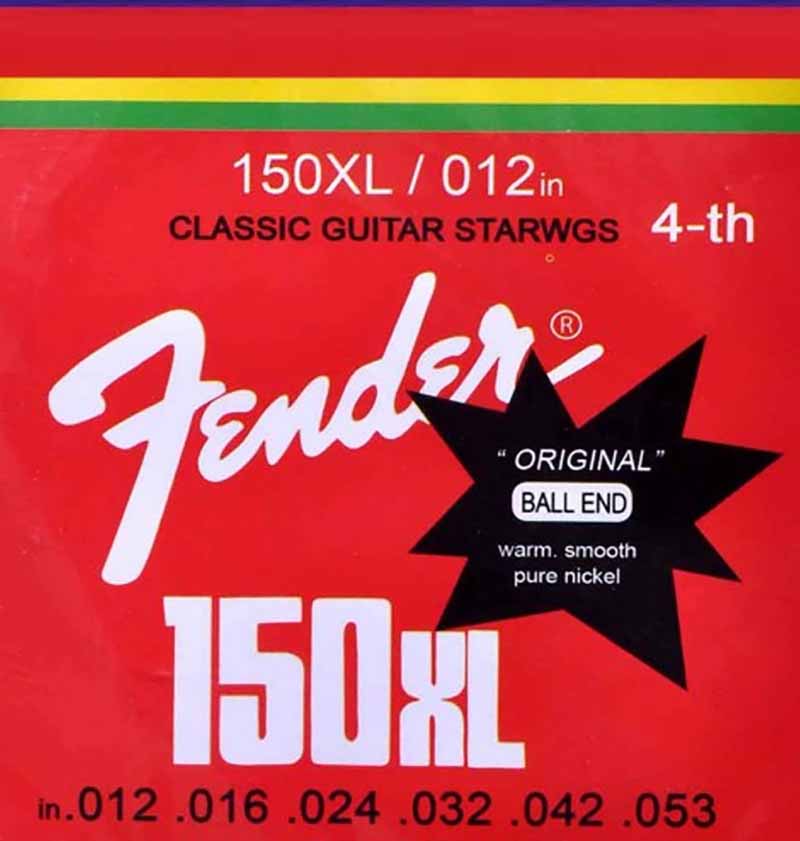 150XL / 012in
CLASSIC GUITAR STARWGS
4-th
Fender®
"ORIGINAL"
BALL END
warm. smooth
pure nickel
150XL
in.012 .016 .024 .032 .042 .053